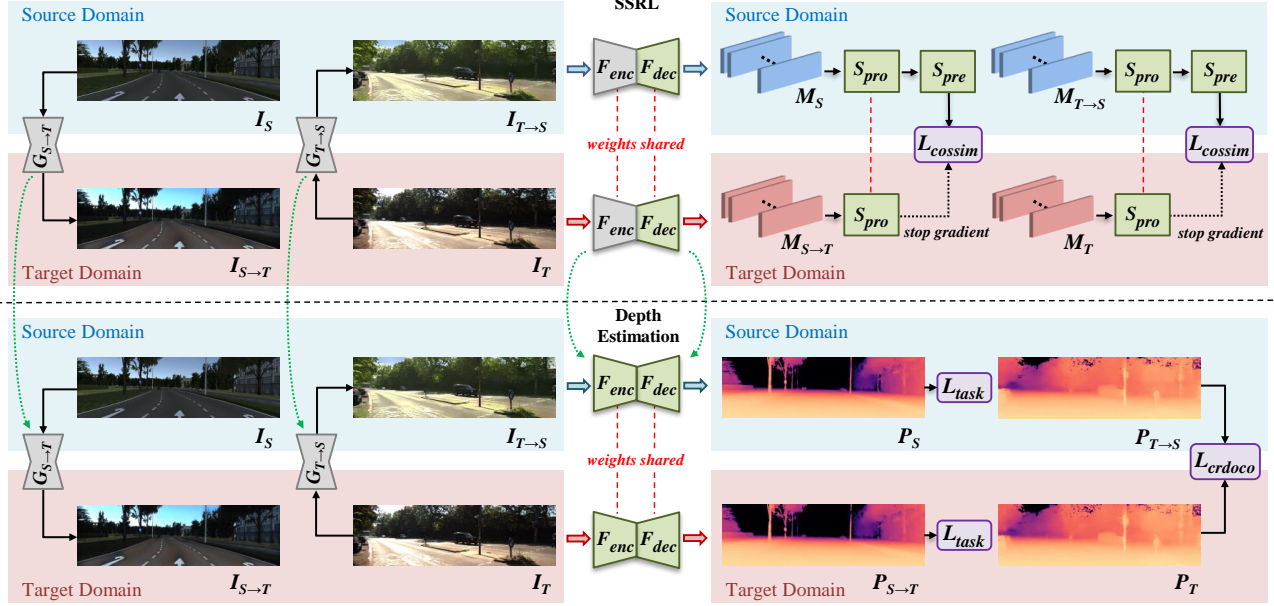 SSRL
Source Domain
Source Domain
I_S
I_{T→S}
G_{S→T}
G_{T→S}
F_enc
F_dec
M_S
S_pro
S_pre
M_{T→S}
S_pro
S_pre
weights shared
L_cossim
L_cossim
F_enc
F_dec
M_{S→T}
S_pro
stop gradient
M_T
S_pro
stop gradient
Target Domain
I_{S→T}
I_T
Target Domain
Depth
Estimation
Source Domain
Source Domain
I_S
I_{T→S}
G_{S→T}
G_{T→S}
F_enc
F_dec
L_task
P_S
P_{T→S}
weights shared
L_crdoco
F_enc
F_dec
L_task
Target Domain
I_{S→T}
I_T
Target Domain
P_{S→T}
P_T